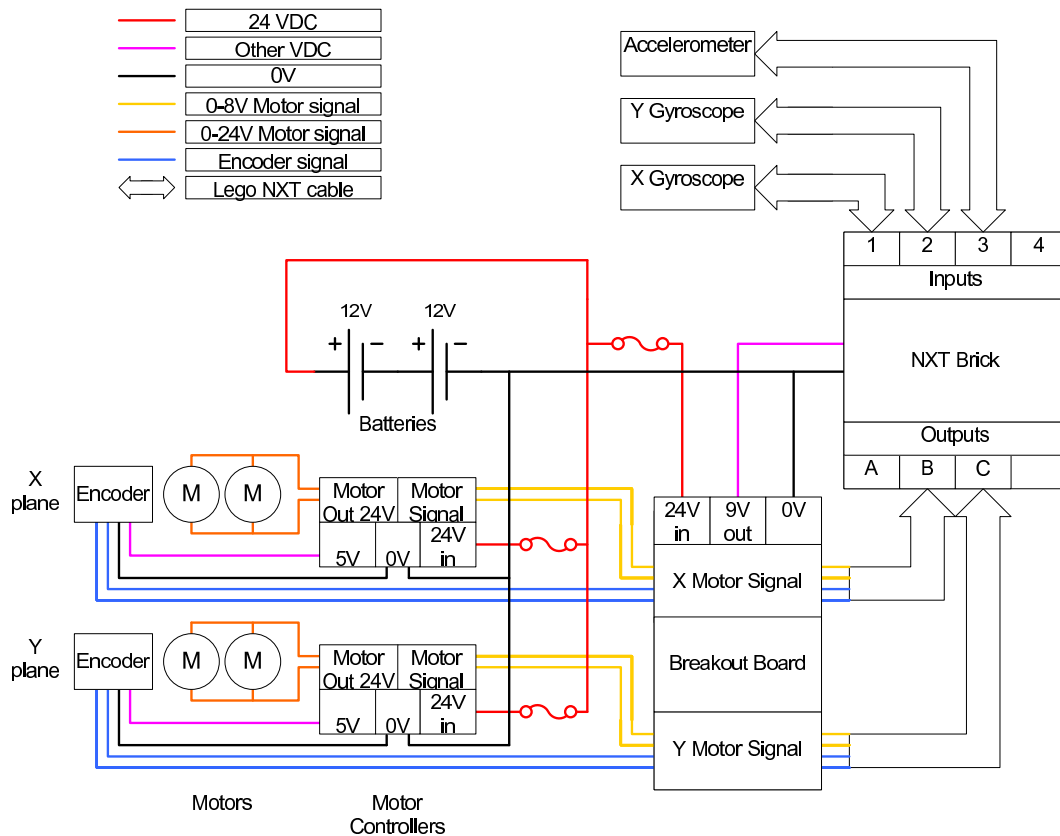 24 VDC
Other VDC
0V
0-8V Motor signal
0-24V Motor signal
Encoder signal
Lego NXT cable
Accelerometer
Y Gyroscope
X Gyroscope
1 2 3 4
Inputs
NXT Brick
Outputs
A B C
12V 12V
+ − + −
Batteries
X
plane
Encoder
M M
Motor
Out 24V
Motor
Signal
5V 0V
24V
in
24V
in
9V
out
0V
X Motor Signal
Breakout Board
Y Motor Signal
Y
plane
Encoder
M M
Motor
Out 24V
Motor
Signal
5V 0V
24V
in
Motors
Motor
Controllers